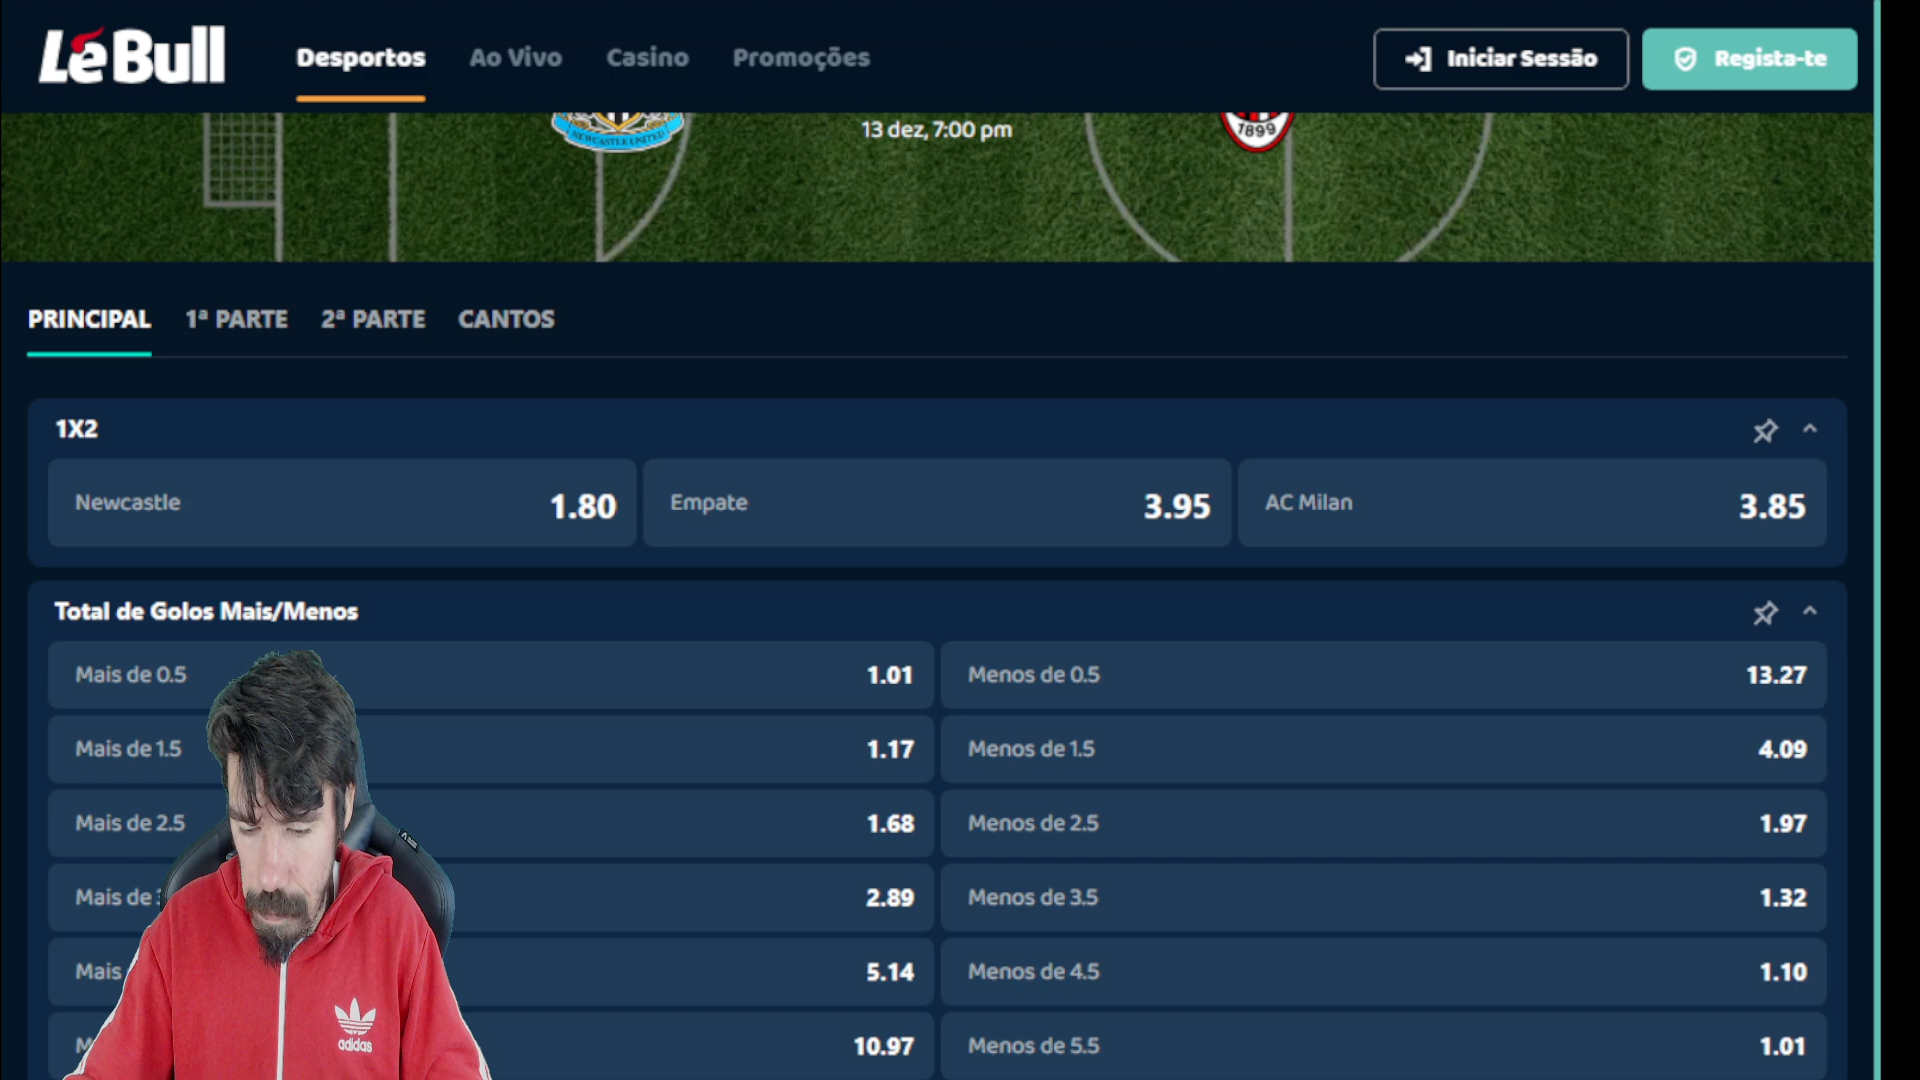 LeBull
Desportos Ao Vivo Casino Promoções Iniciar Sessão Regista-te
NEWCASTLE UNITED 13 dez, 7:00 pm 1899
PRINCIPAL 1ª PARTE 2ª PARTE CANTOS
1X2
Newcastle 1.80 Empate 3.95 AC Milan 3.85
Total de Golos Mais/Menos
Mais de 0.5 1.01 Menos de 0.5 13.27
Mais de 1.5 1.17 Menos de 1.5 4.09
Mais de 2.5 1.68 Menos de 2.5 1.97
Mais de 2.89 Menos de 3.5 1.32
Mais 5.14 Menos de 4.5 1.10
10.97 Menos de 5.5 1.01
adidas